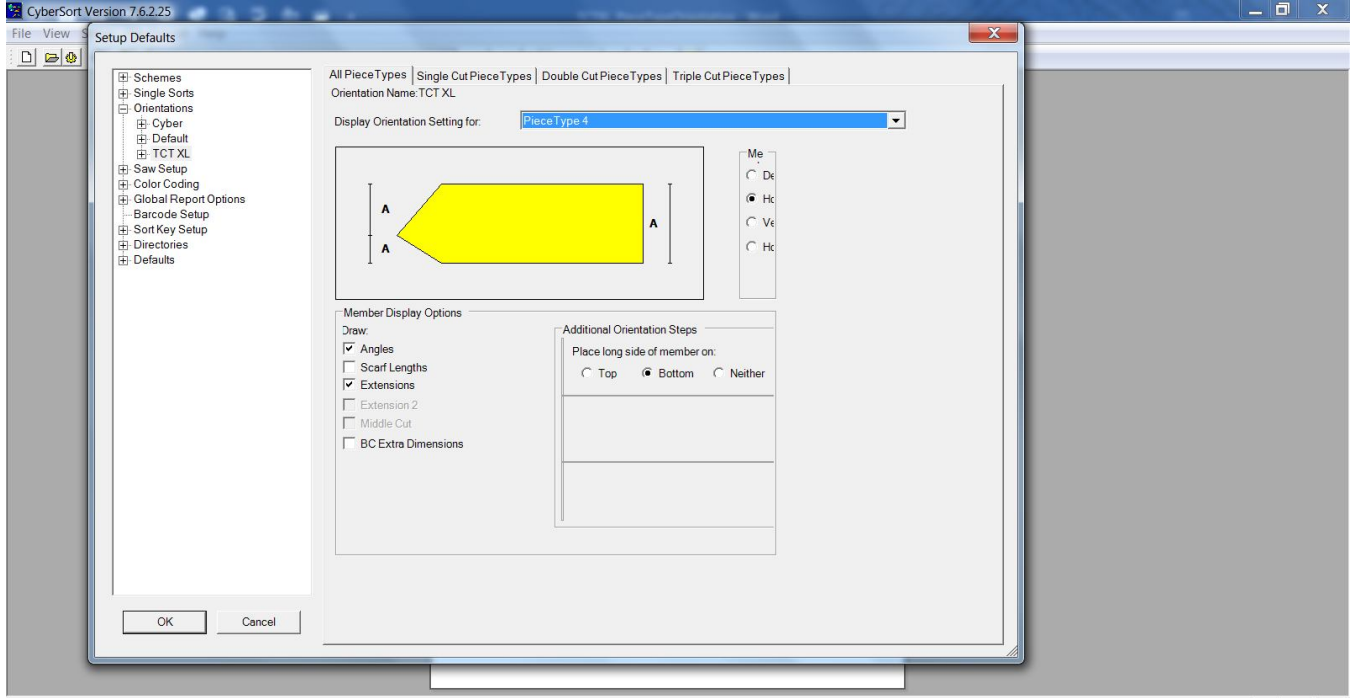 CyberSort Version 7.6.2.25
File View
Setup Defaults
Schemes
Single Sorts
Orientations
Cyber
Default
TCT XL
Saw Setup
Color Coding
Global Report Options
Barcode Setup
Sort Key Setup
Directories
Defaults
OK Cancel
All PieceTypes Single Cut PieceTypes Double Cut PieceTypes Triple Cut PieceTypes
Orientation Name:TCT XL
Display Orientation Setting for: PieceType 4
A
A
A
Me
De
Ho
Ve
Ho
Member Display Options
Draw:
Angles
Scarf Lengths
Extensions
Extension 2
Middle Cut
BC Extra Dimensions
Additional Orientation Steps
Place long side of member on:
Top Bottom Neither